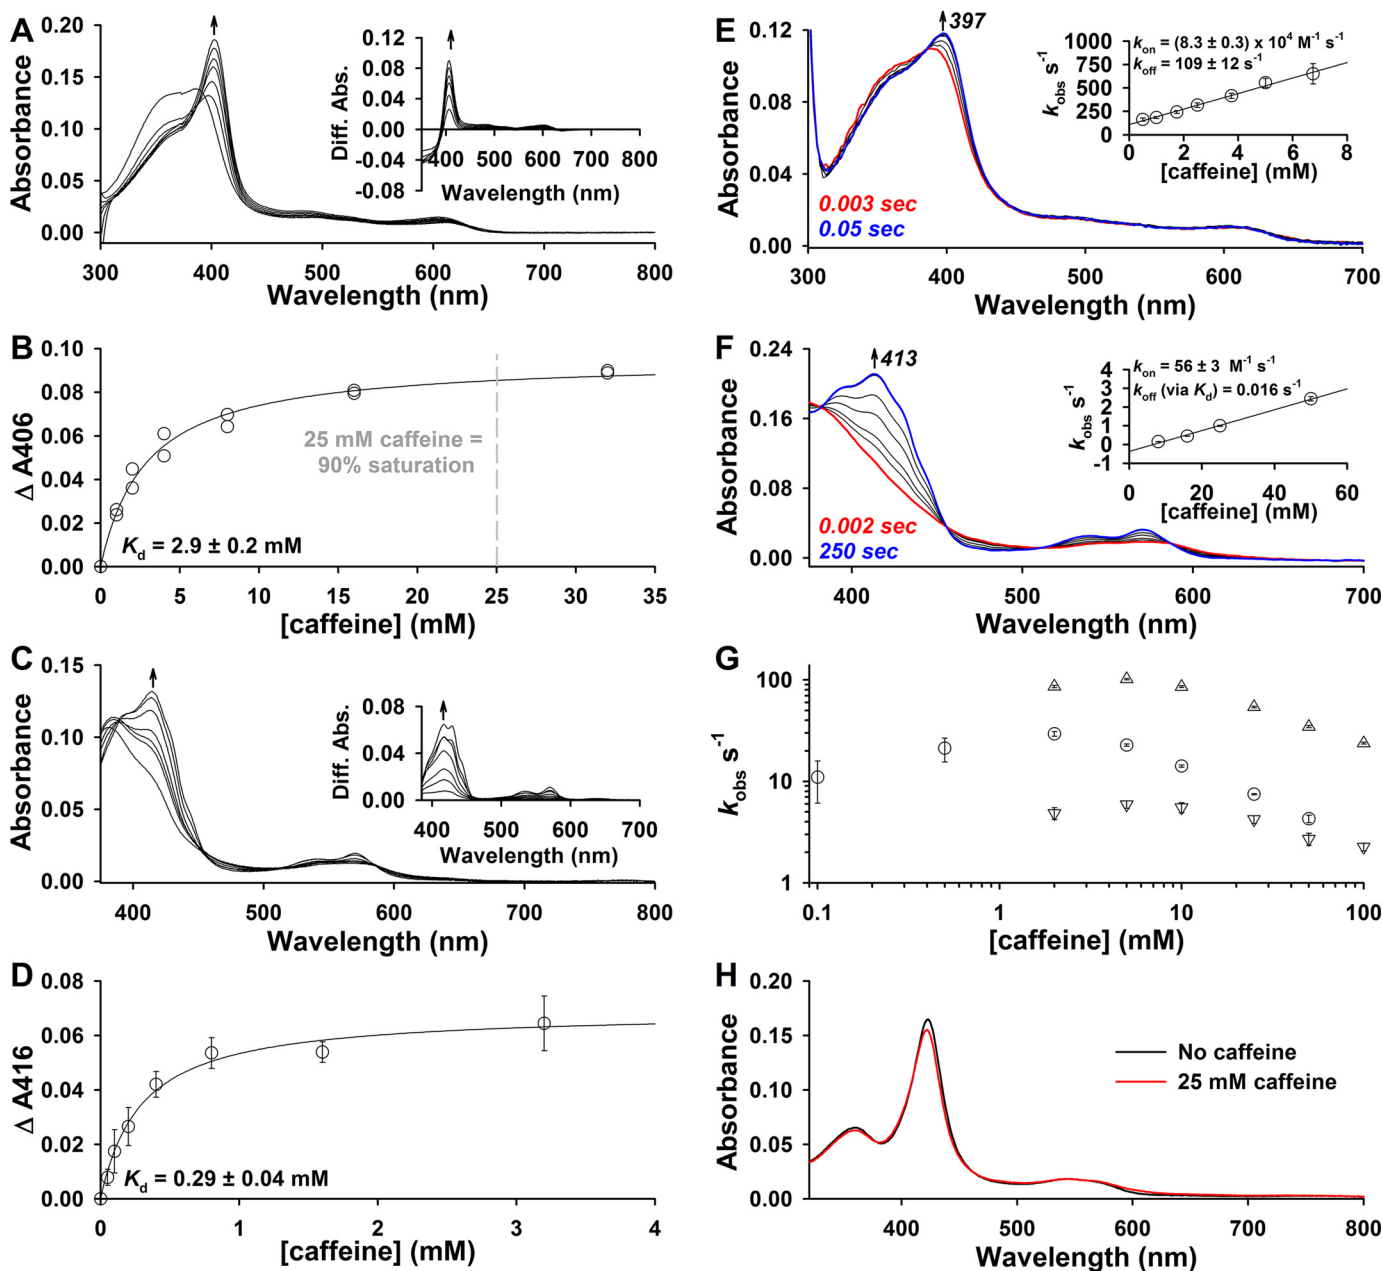 A
Absorbance
0.20
0.15
0.10
0.05
0.00
300 400 500 600 700 800
Wavelength (nm)
Diff. Abs.
0.12
0.08
0.04
0.00
-0.04
-0.08
400 500 600 700 800
Wavelength (nm)
B
Δ A406
0.10
0.08
0.06
0.04
0.02
0.00
25 mM caffeine =
90% saturation
Kd = 2.9 ± 0.2 mM
0 5 10 15 20 25 30 35
[caffeine] (mM)
C
Absorbance
0.15
0.10
0.05
0.00
400 500 600 700 800
Wavelength (nm)
Diff. Abs.
0.08
0.04
0.00
400 500 600 700
Wavelength (nm)
D
Δ A416
0.08
0.06
0.04
0.02
0.00
Kd = 0.29 ± 0.04 mM
0 1 2 3 4
[caffeine] (mM)
E
Absorbance
0.12
0.08
0.04
0.00
397
0.003 sec
0.05 sec
300 400 500 600 700
Wavelength (nm)
kobs s-1
1000
750
500
250
0
kon = (8.3 ± 0.3) x 10^4 M-1 s-1
koff = 109 ± 12 s-1
0 2 4 6 8
[caffeine] (mM)
F
Absorbance
0.24
0.16
0.08
0.00
413
0.002 sec
250 sec
400 500 600 700
Wavelength (nm)
kobs s-1
4
3
2
1
0
-1
kon = 56 ± 3 M-1 s-1
koff (via Kd) = 0.016 s-1
0 20 40 60
[caffeine] (mM)
G
kobs s-1
100
10
1
0.1 1 10 100
[caffeine] (mM)
H
Absorbance
0.20
0.15
0.10
0.05
0.00
No caffeine
25 mM caffeine
400 500 600 700 800
Wavelength (nm)